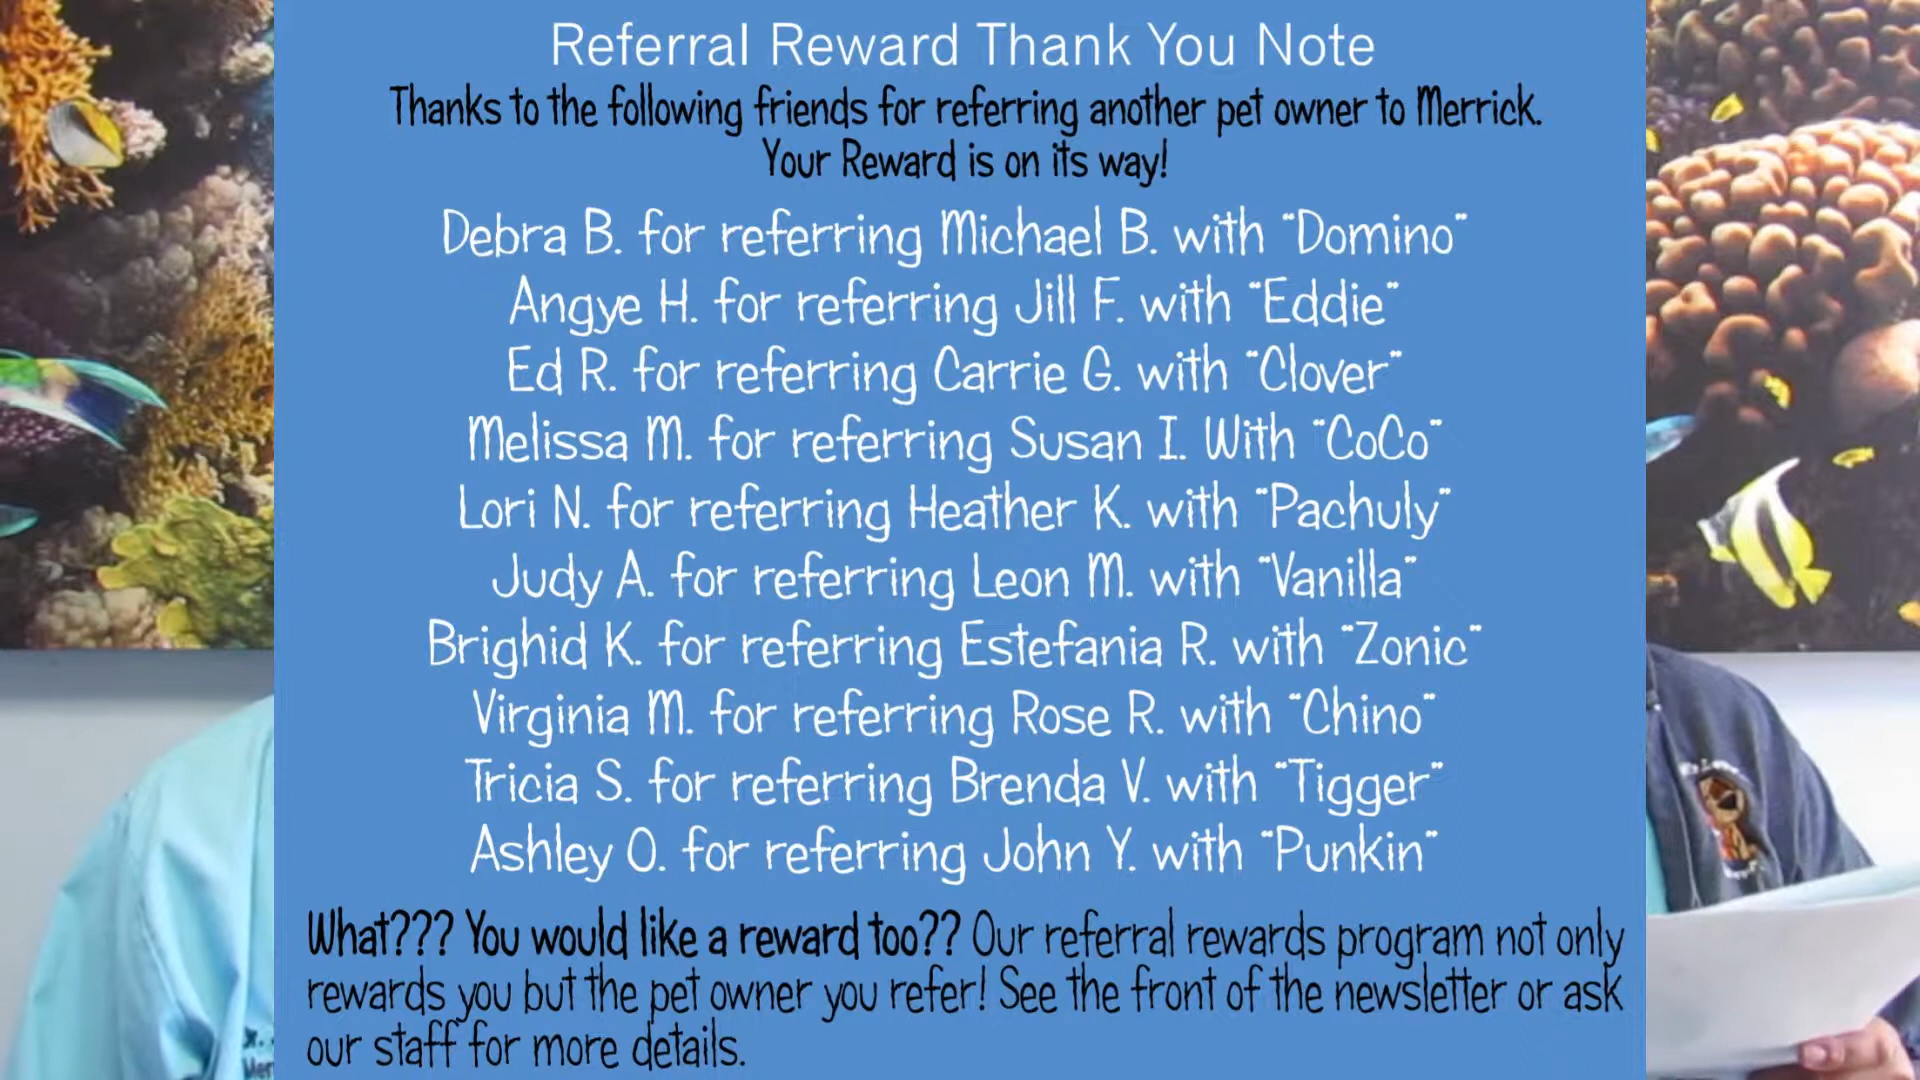 Referral Reward Thank You Note
Thanks to the following friends for referring another pet owner to Merrick.
Your Reward is on its way!
Debra B. for referring Michael B. with "Domino"
Angye H. for referring Jill F. with "Eddie"
Ed R. for referring Carrie G. with "Clover"
Melissa M. for referring Susan I. With "CoCo"
Lori N. for referring Heather K. with "Pachuly"
Judy A. for referring Leon M. with "Vanilla"
Brighid K. for referring Estefania R. with "Zonic"
Virginia M. for referring Rose R. with "Chino"
Tricia S. for referring Brenda V. with "Tigger"
Ashley O. for referring John Y. with "Punkin"
What??? You would like a reward too?? Our referral rewards program not only
rewards you but the pet owner you refer! See the front of the newsletter or ask
our staff for more details.